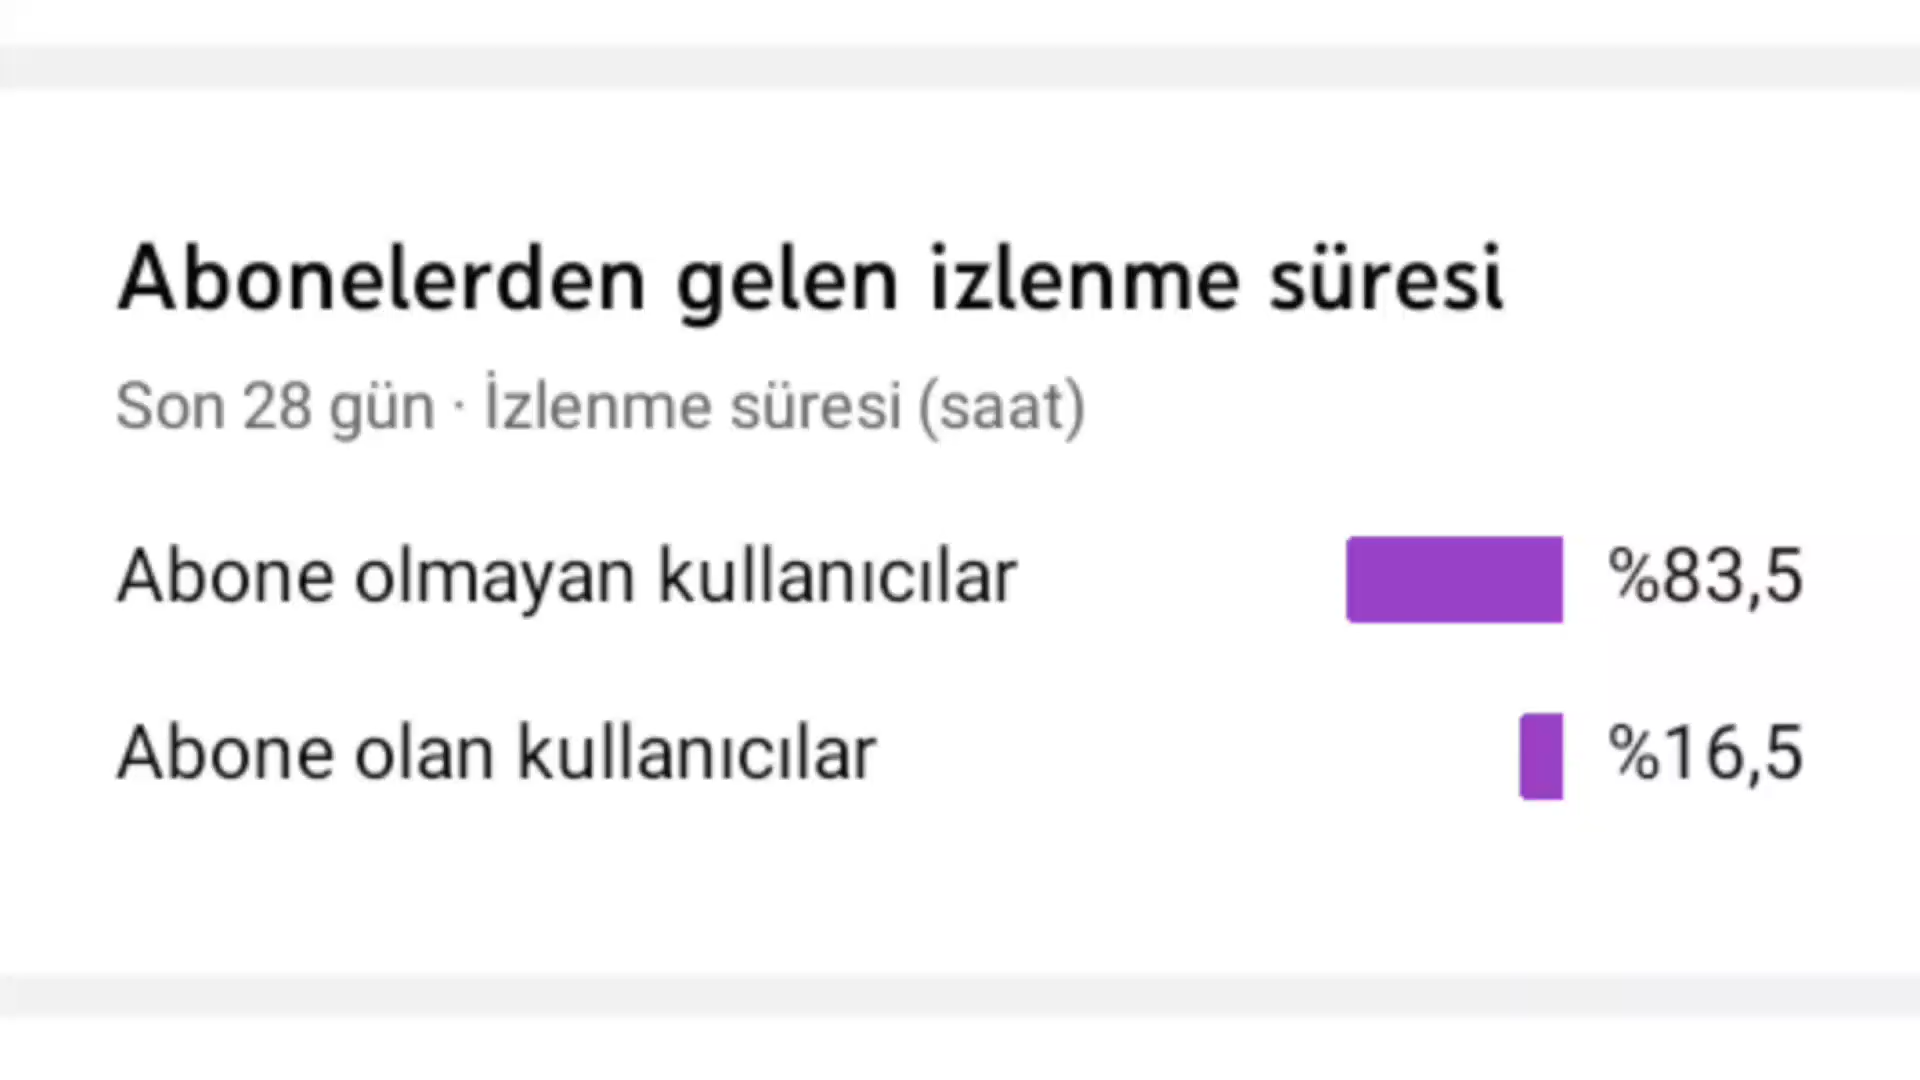 Abonelerden gelen izlenme süresi
Son 28 gün · İzlenme süresi (saat)
Abone olmayan kullanıcılar %83,5
Abone olan kullanıcılar %16,5